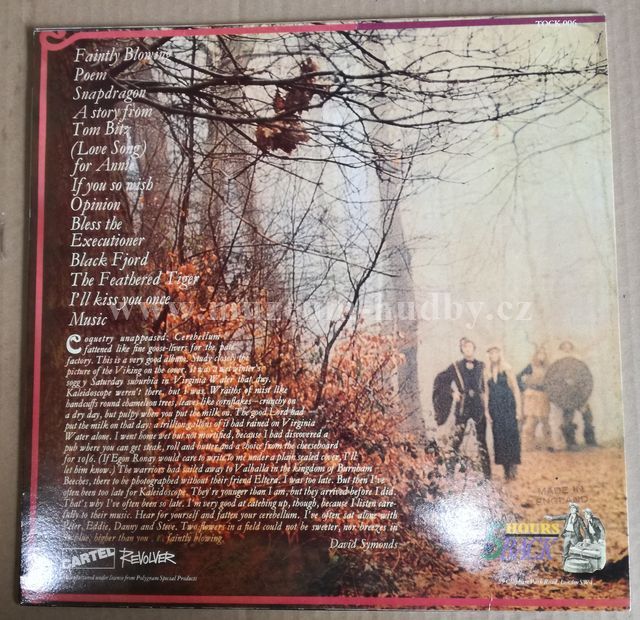 TOCK 006
Faintly Blowing
Poem
Snapdragon
A story from
Tom Bitz
(Love Song)
for Annie
If you so wish
Opinion
Bless the
Executioner
Black Fjord
The Feathered Tiger
I'll kiss you once
Music
www.muzeum-hudby.cz
Coquetry unappeased. Cerebellum
fattened like fine goose-livers for the paté
factory. This is a very good album. Study closely the
picture of the Viking on the cover. It was a wet winter's
soggy Saturday suburbia in Virginia Water that day.
Kaleidoscope weren't there, but I was. Wraiths of mist like
handcuffs round chameleon trees, leaves like cornflakes – crunchy on
a dry day, but pulpy when you put the milk on. The good Lord had
put the milk on that day: a trillion gallons of it had rained on Virginia
Water alone. I went home wet but not mortified, because I had discovered a
pub where you can get steak, roll and butter and a choice from the cheeseboard
for 10/6. (If Egon Ronay would care to write to me under a plain sealed cover, I'll
let him know.) The warriors had sailed away to Valhalla in the kingdom of Burnham
Beeches, there to be photographed without their friend Eltera. I was too late. But then I've
often been too late for Kaleidoscope. They're younger than I am, but they arrived before I did.
That's why I've often been so late. I'm very good at catching up, though, because I listen care-
fully to their music. Hear for yourself and fatten your cerebellum. I've often sat alone with
Peter, Eddie, Danny and Steve. Two flowers in a field could not be sweeter, nor breezes in
blue, higher than you. It's faintly blowing.
David Symonds
CARTEL REVOLVER
Manufactured under licence from Polygram Special Products
MADE IN
ENGLAND
HOURS
Park Road, London SW4